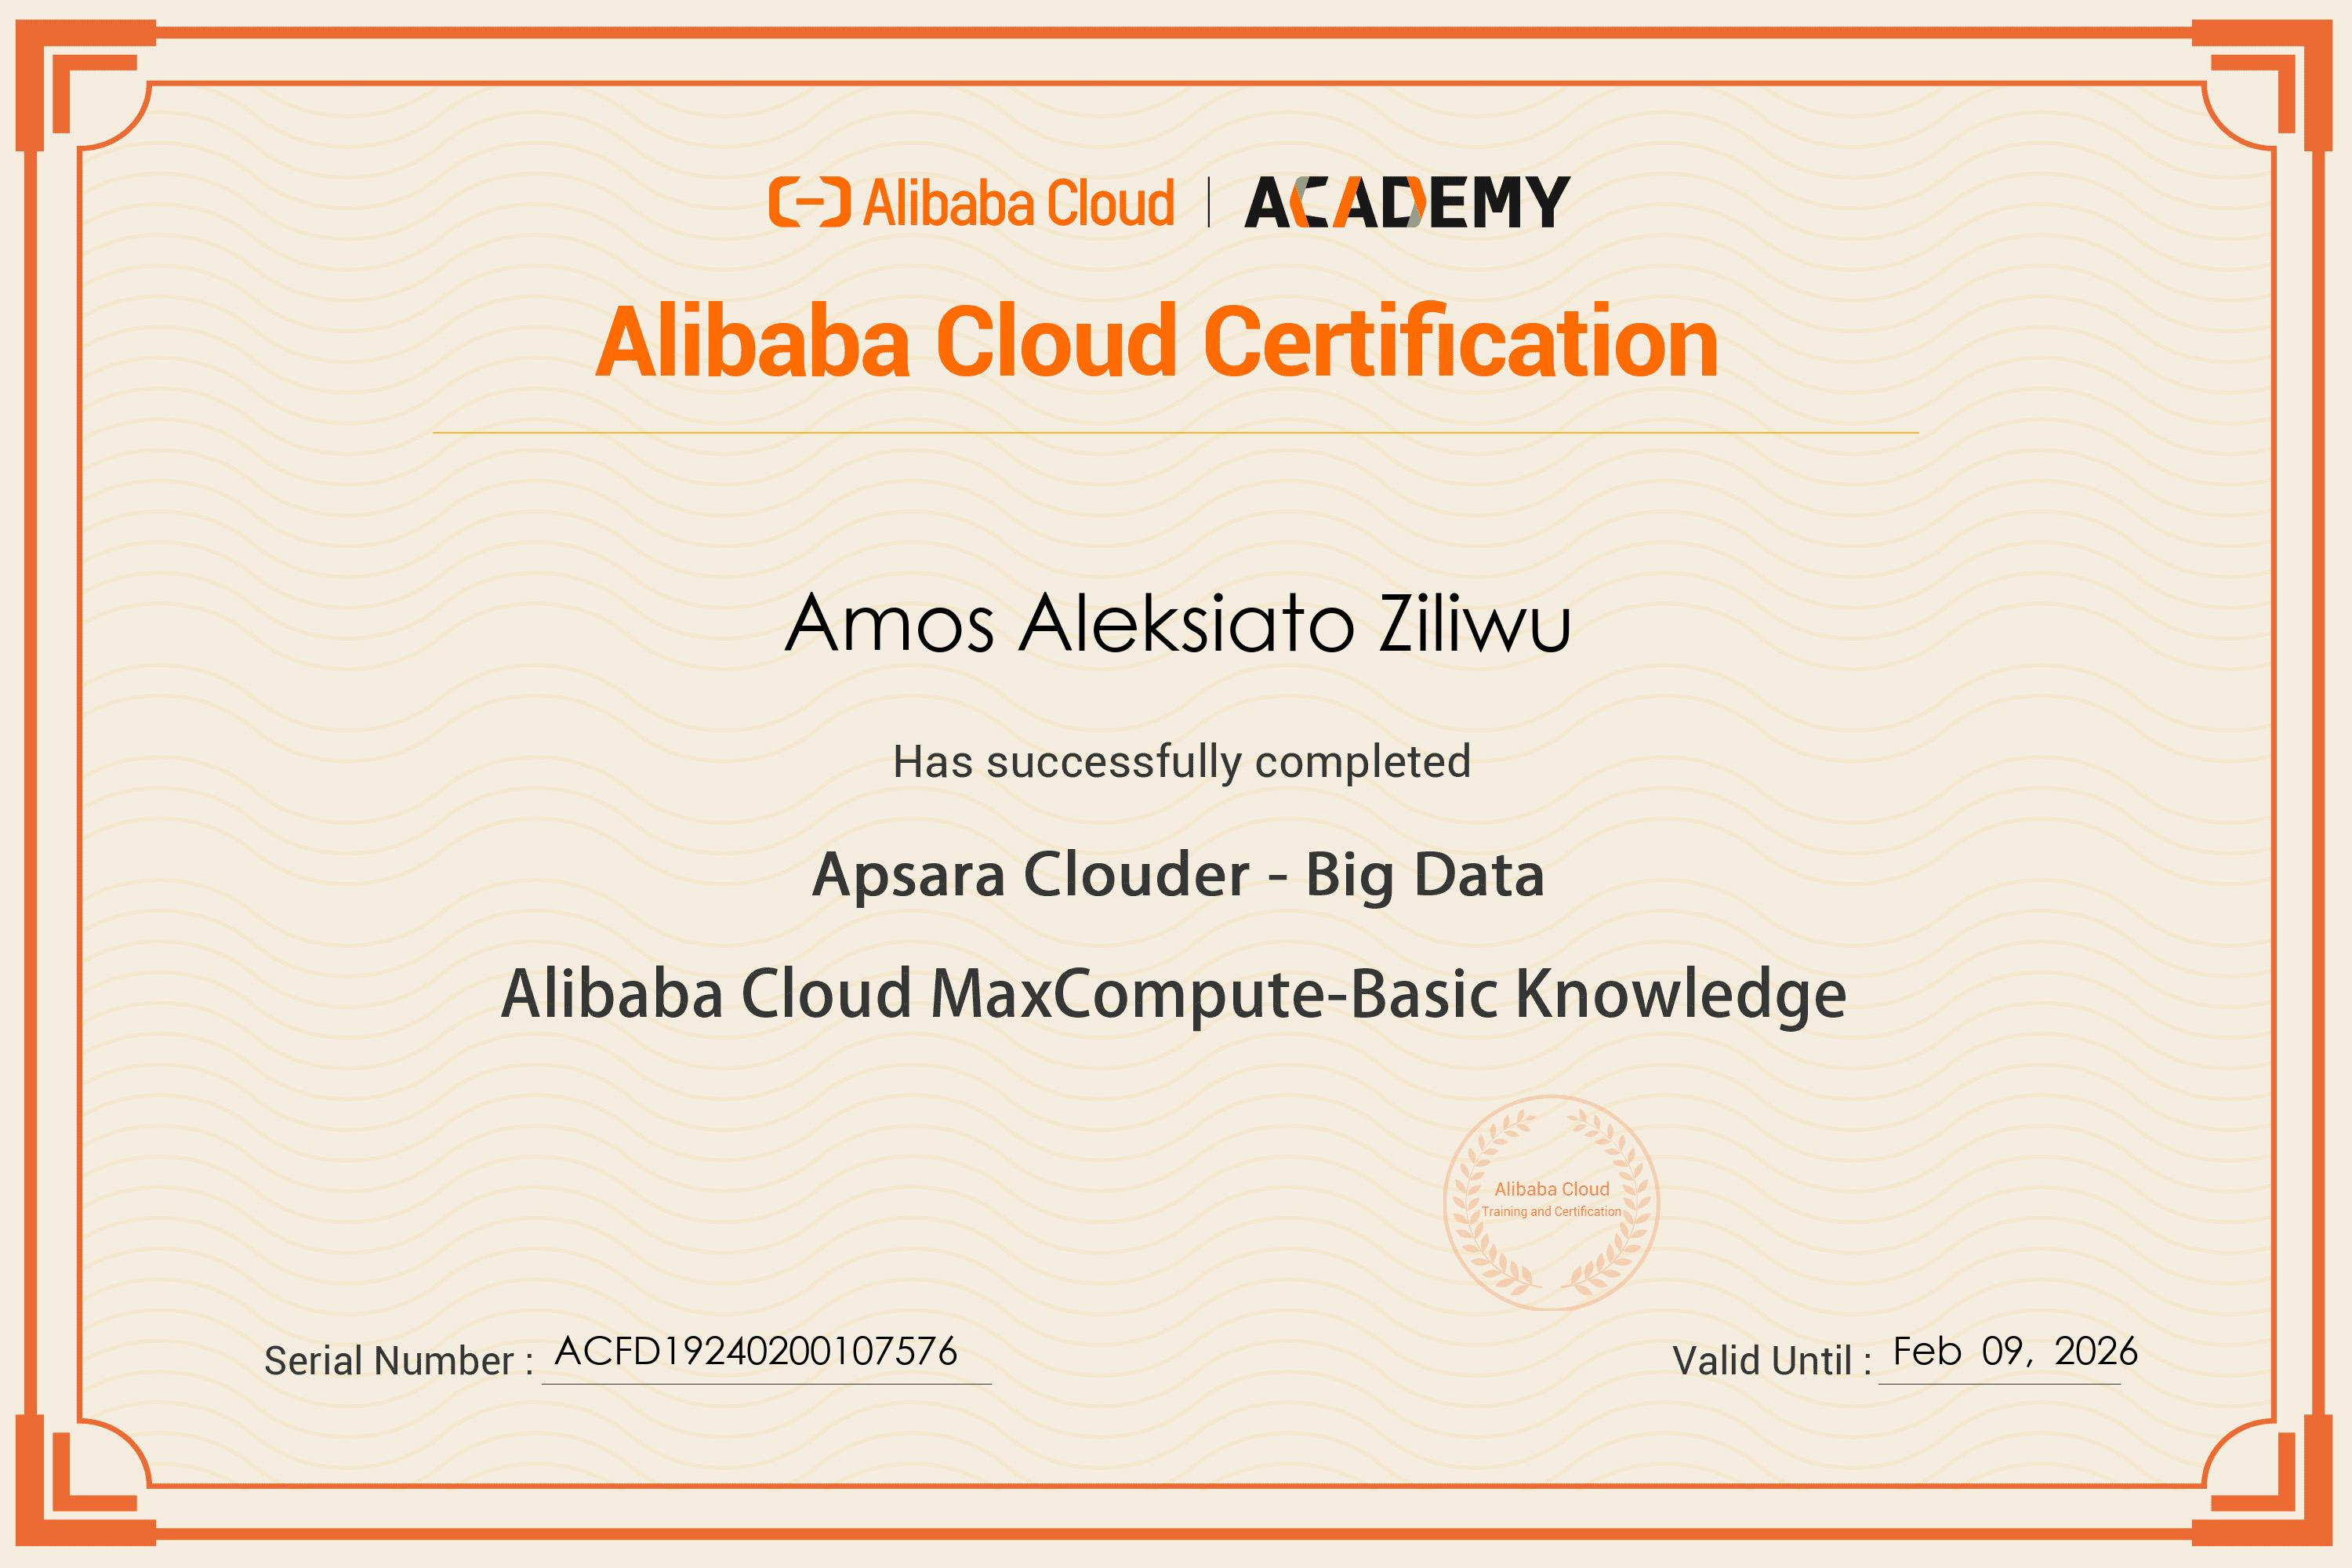 Alibaba Cloud | ACADEMY
Alibaba Cloud Certification
Amos Aleksiato Ziliwu
Has successfully completed
Apsara Clouder - Big Data
Alibaba Cloud MaxCompute-Basic Knowledge
Alibaba Cloud
Training and Certification
Serial Number : ACFD19240200107576
Valid Until : Feb 09, 2026